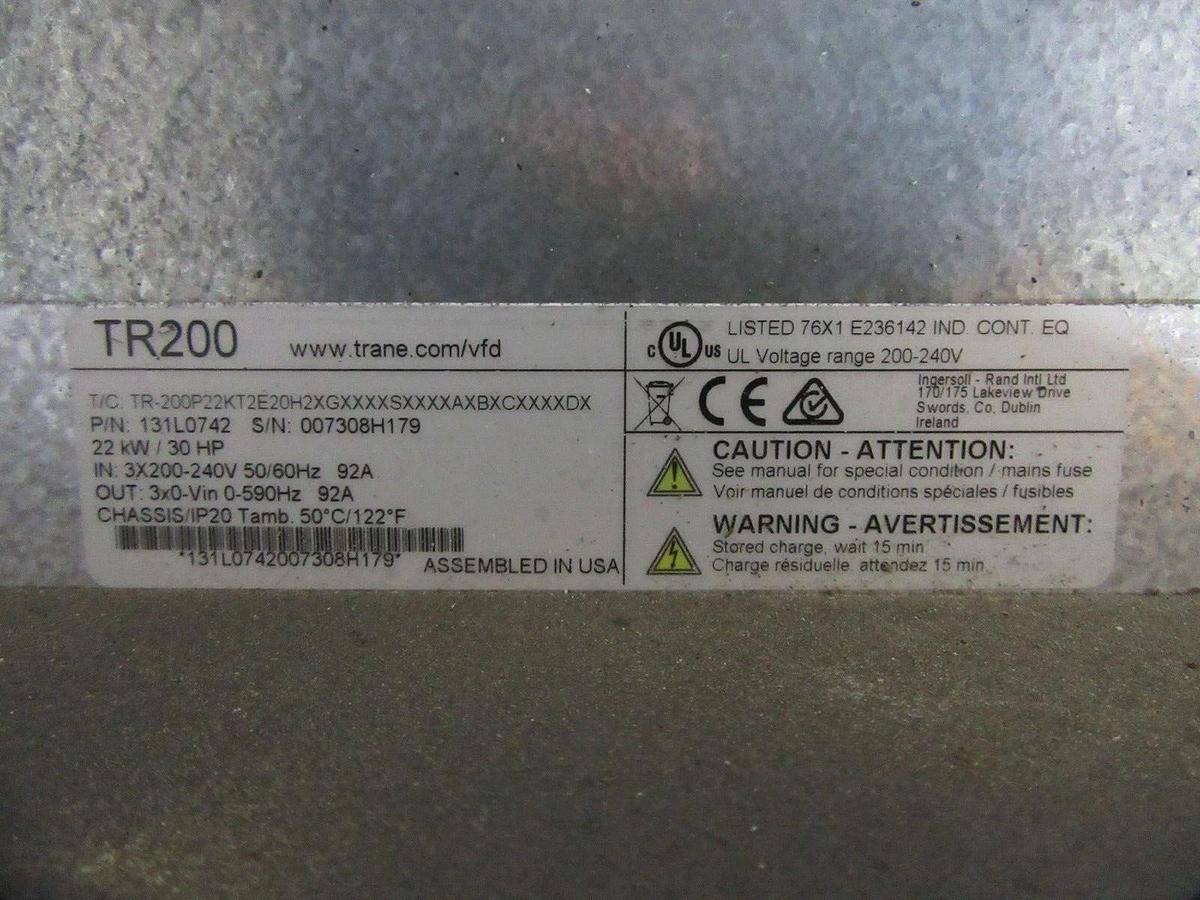 TR200 www.trane.com/vfd
T/C: TR-200P22KT2E20H2XGXXXXSXXXXAXBXCXXXXDX
P/N: 131L0742 S/N: 007308H179
22 kW / 30 HP
IN: 3X200-240V 50/60Hz 92A
OUT: 3x0-Vin 0-590Hz 92A
CHASSIS/IP20 Tamb. 50°C/122°F
*131L0742007308H179* ASSEMBLED IN USA
c UL US
LISTED 76X1 E236142 IND. CONT. EQ
UL Voltage range 200-240V
CE
Ingersoll - Rand Intl Ltd
170/175 Lakeview Drive
Swords, Co, Dublin
Ireland
CAUTION - ATTENTION:
See manual for special condition / mains fuse
Voir manuel de conditions spéciales / fusibles
WARNING - AVERTISSEMENT:
Stored charge, wait 15 min.
Charge résiduelle, attendez 15 min.